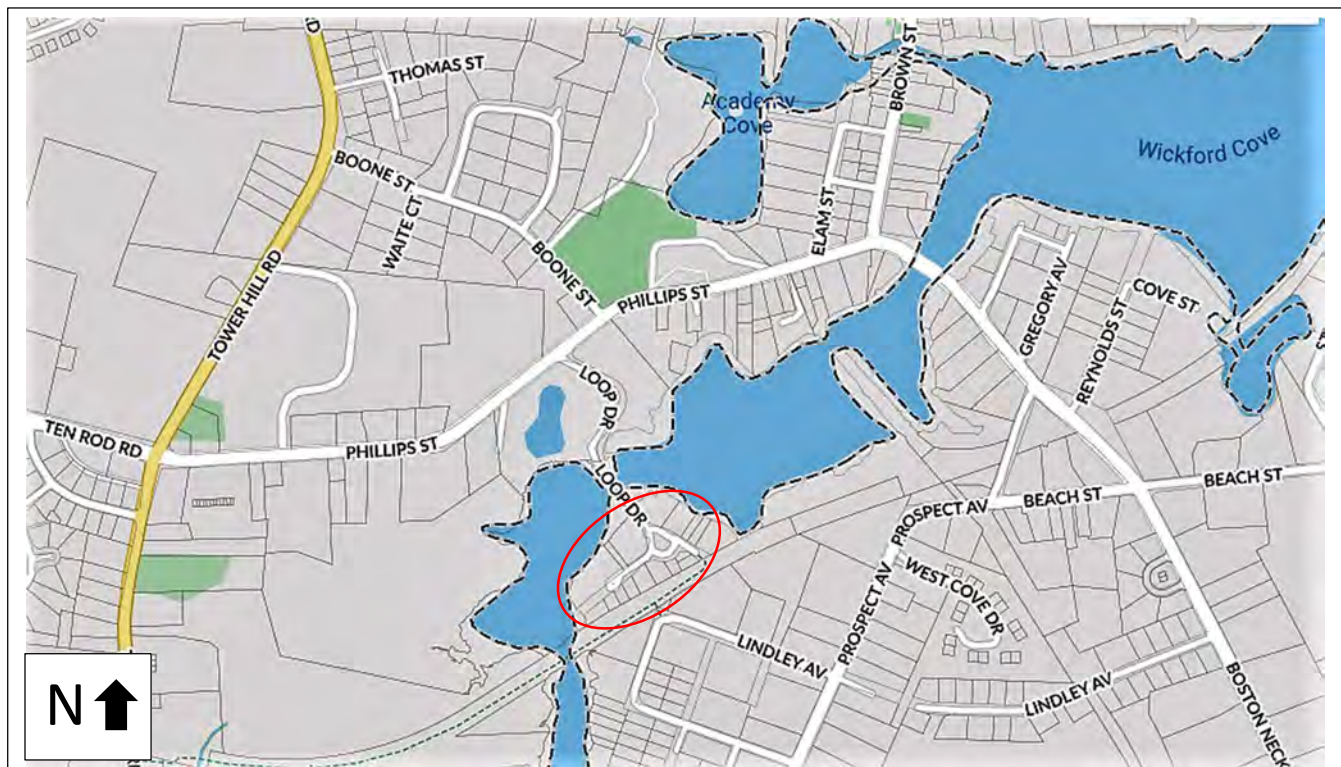 THOMAS ST
BROWN ST
Academy
Cove
Wickford Cove
BOONE ST
WAITE CT
ELAM ST
BOONE ST
TOWER HILL RD
PHILLIPS ST
GREGORY AV
REYNOLDS ST
COVE ST
LOOP DR
TEN ROD RD
PHILLIPS ST
LOOP DR
PROSPECT AV
BEACH ST
BEACH ST
WEST COVE DR
LINDLEY AV
PROSPECT AV
LINDLEY AV
BOSTON NECK
N